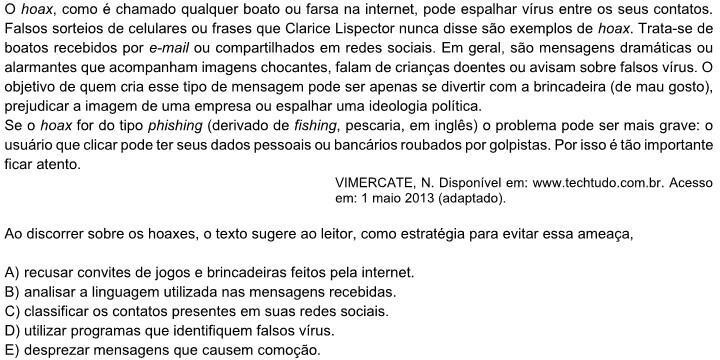 O hoax, como é chamado qualquer boato ou farsa na internet, pode espalhar vírus entre os seus contatos.
Falsos sorteios de celulares ou frases que Clarice Lispector nunca disse são exemplos de hoax. Trata-se de
boatos recebidos por e-mail ou compartilhados em redes sociais. Em geral, são mensagens dramáticas ou
alarmantes que acompanham imagens chocantes, falam de crianças doentes ou avisam sobre falsos vírus. O
objetivo de quem cria esse tipo de mensagem pode ser apenas se divertir com a brincadeira (de mau gosto),
prejudicar a imagem de uma empresa ou espalhar uma ideologia política.
Se o hoax for do tipo phishing (derivado de fishing, pescaria, em inglês) o problema pode ser mais grave: o
usuário que clicar pode ter seus dados pessoais ou bancários roubados por golpistas. Por isso é tão importante
ficar atento.
VIMERCATE, N. Disponível em: www.techtudo.com.br. Acesso
em: 1 maio 2013 (adaptado).
Ao discorrer sobre os hoaxes, o texto sugere ao leitor, como estratégia para evitar essa ameaça,
A) recusar convites de jogos e brincadeiras feitos pela internet.
B) analisar a linguagem utilizada nas mensagens recebidas.
C) classificar os contatos presentes em suas redes sociais.
D) utilizar programas que identifiquem falsos vírus.
E) desprezar mensagens que causem comoção.